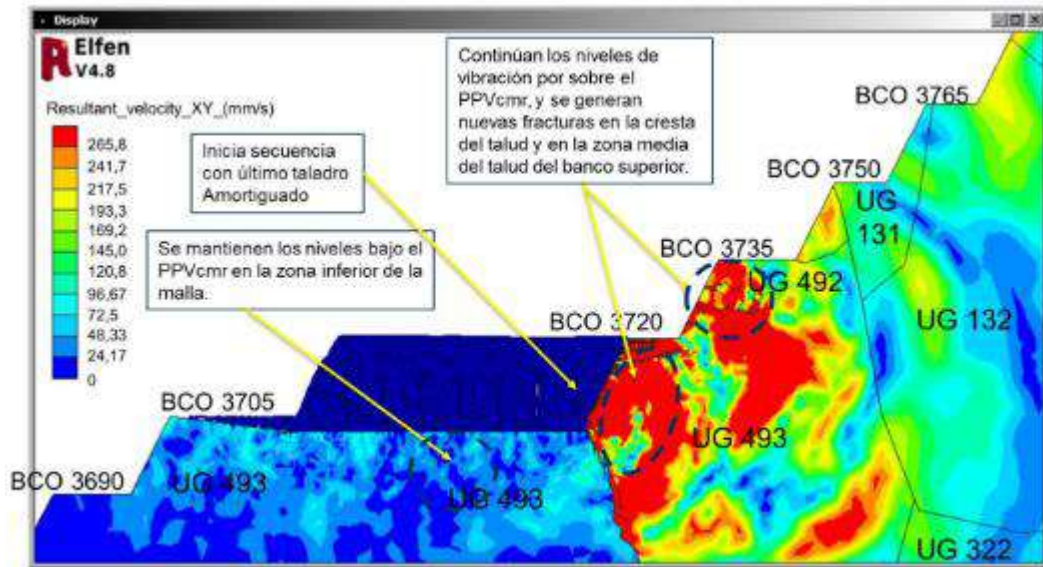 Display
Elfen
V4.8
Resultant_velocity_XY_(mm/s)
265,8
241,7
217,5
193,3
169,2
145,0
120,8
96,67
72,5
48,33
24,17
0
Inicia secuencia
con último taladro
Amortiguado
Se mantienen los niveles bajo el
PPVcmr en la zona inferior de la
malla.
Continúan los niveles de
vibración por sobre el
PPVcmr, y se generan
nuevas fracturas en la cresta
del talud y en la zona media
del talud del banco superior.
BCO 3765
BCO 3750
UG
131
BCO 3735
UG 492
BCO 3720
UG 132
BCO 3705
UG 493
BCO 3690
UG 493
UG 493
UG 322